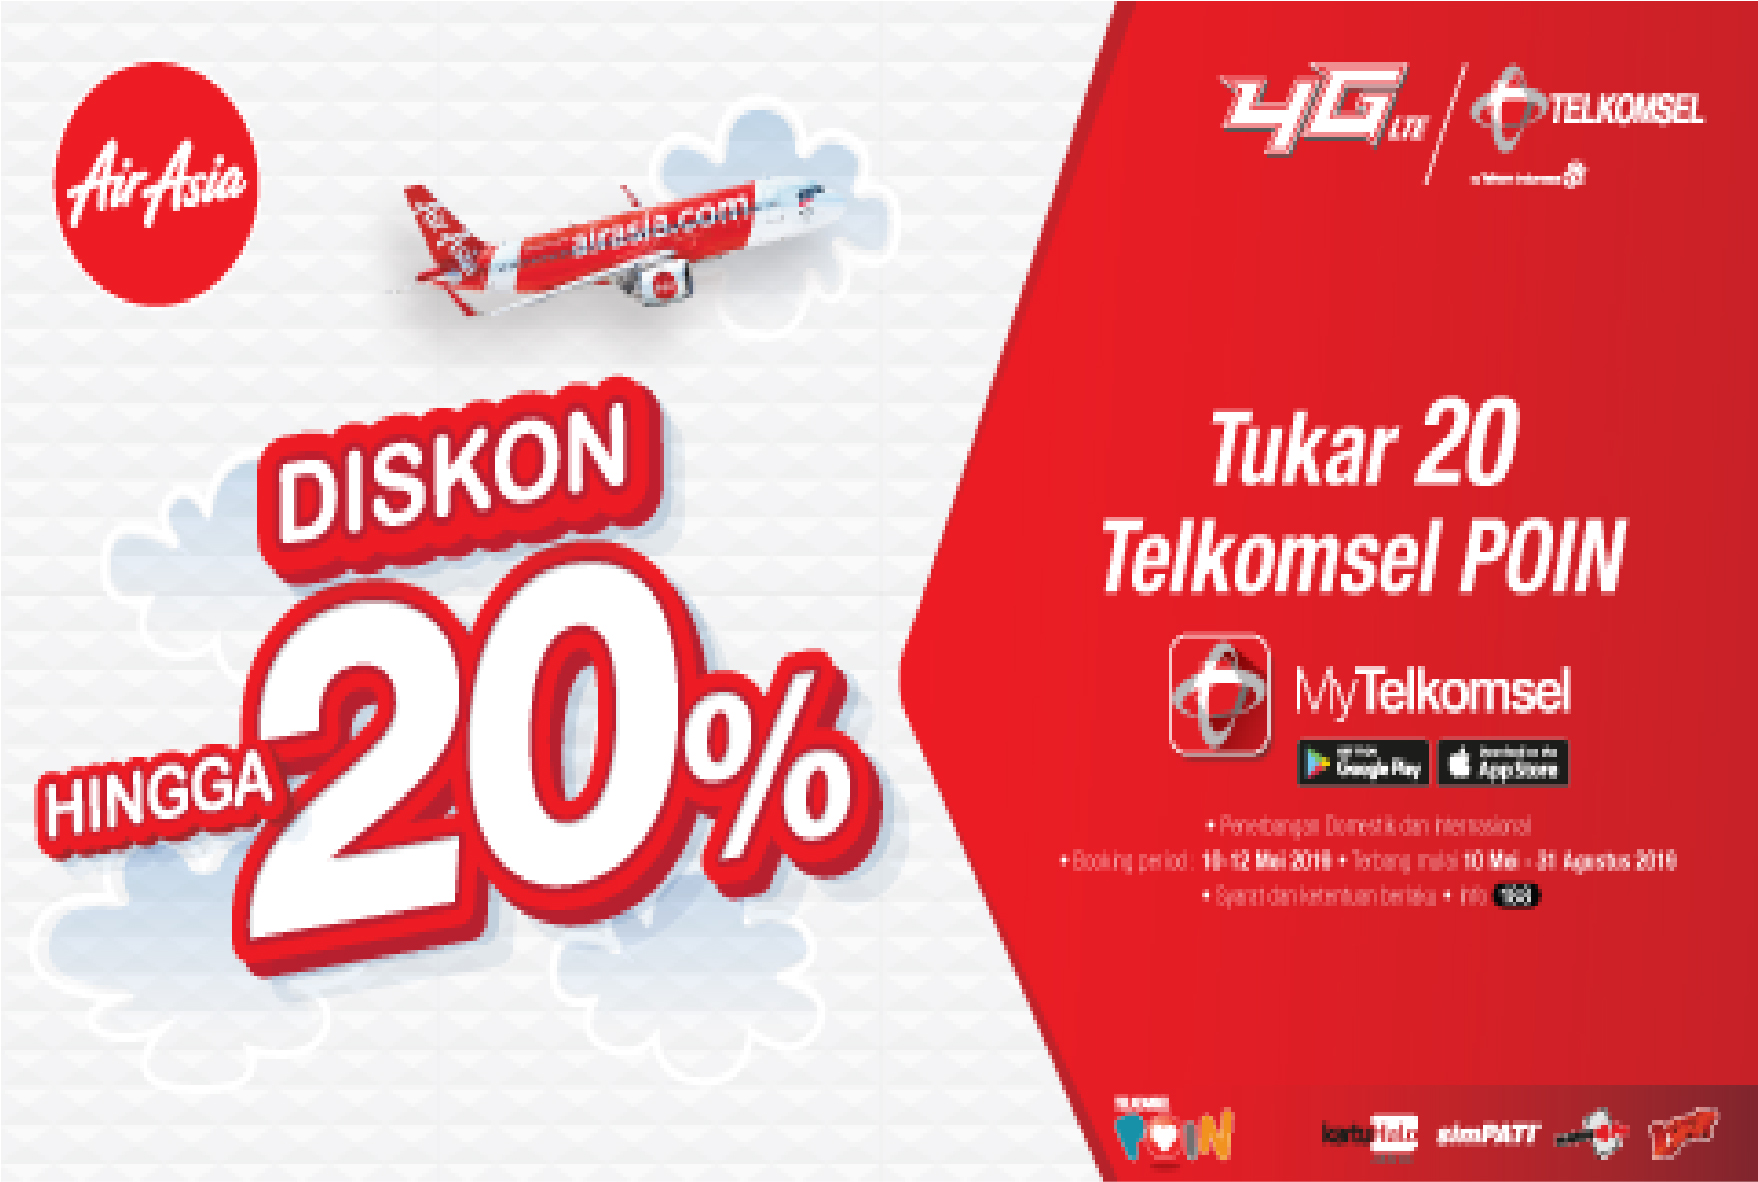 AirAsia
airasia.com
DISKON
HINGGA 20%
4G LTE / TELKOMSEL
Tukar 20
Telkomsel POIN
MyTelkomsel
Google Play
App Store
• Penerbangan Domestik dan Internasional
• Booking period : 10-12 Mei 2019 • Terbang mulai 10 Mei - 31 Agustus 2019
• Syarat dan ketentuan berlaku • Info 188
TELKOMSEL
POIN
kartuHalo simPATI